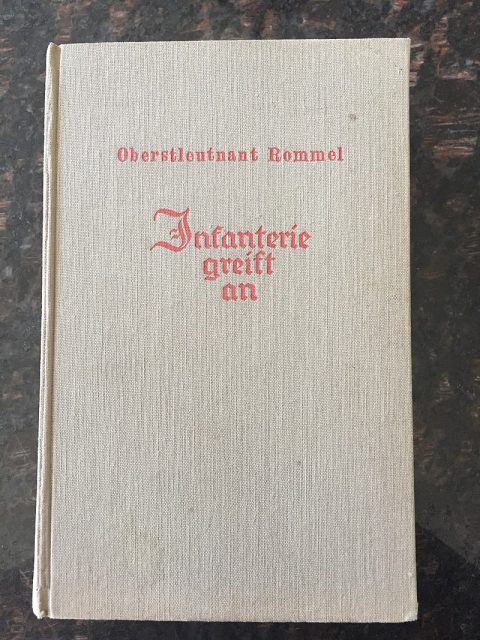 Oberstleutnant Rommel
Infanterie
greift
an